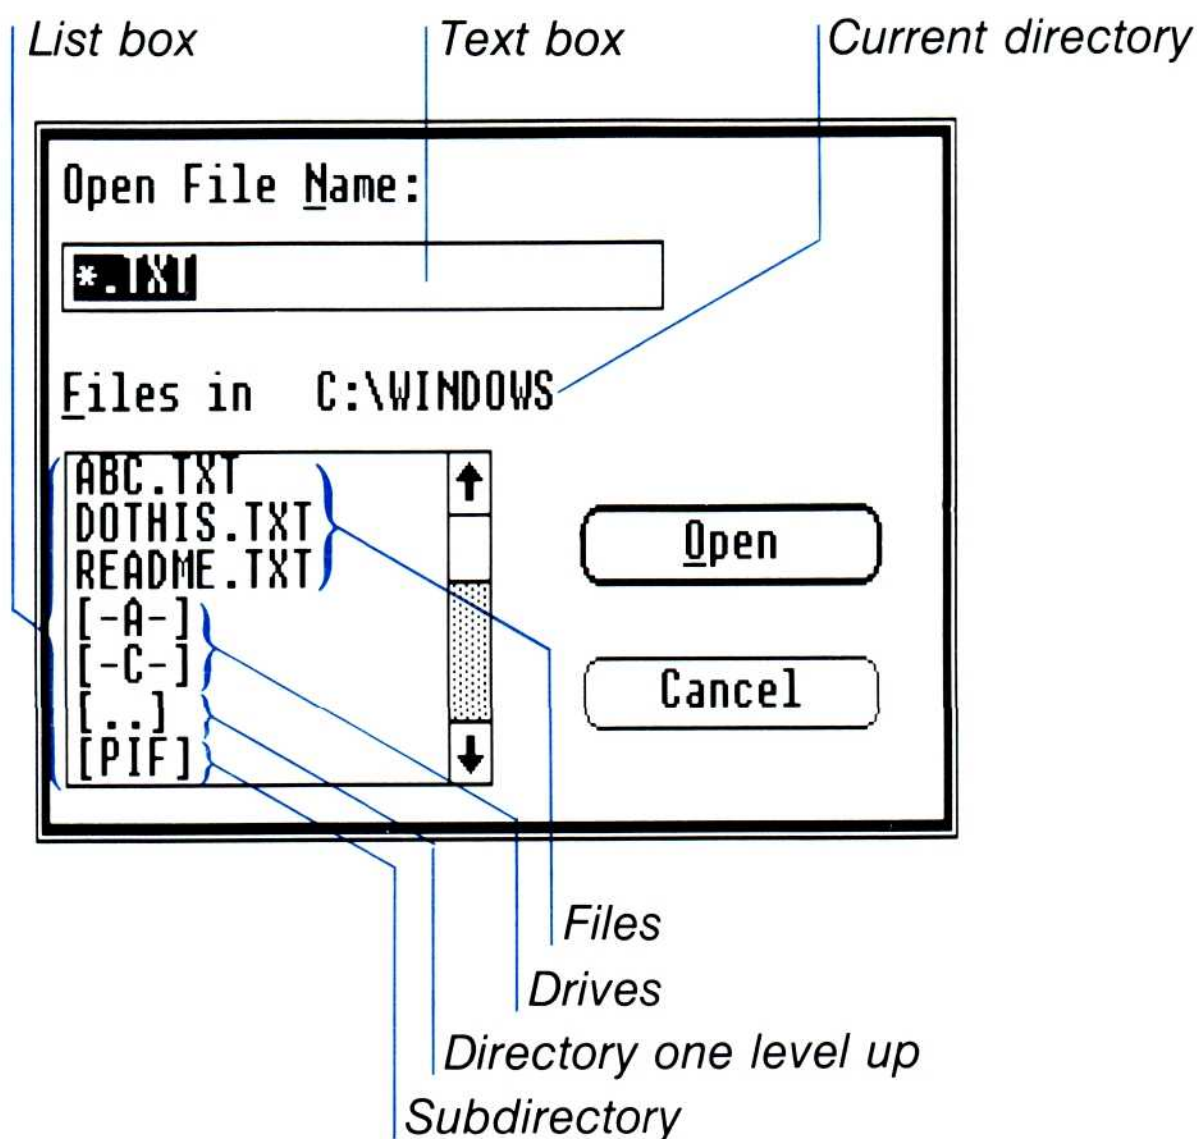 List box
Text box
Current directory
Open File Name:
*.TXT
Files in C:\WINDOWS
ABC.TXT
DOTHIS.TXT
README.TXT
[-A-]
[-C-]
[..]
[PIF]
Open
Cancel
Files
Drives
Directory one level up
Subdirectory